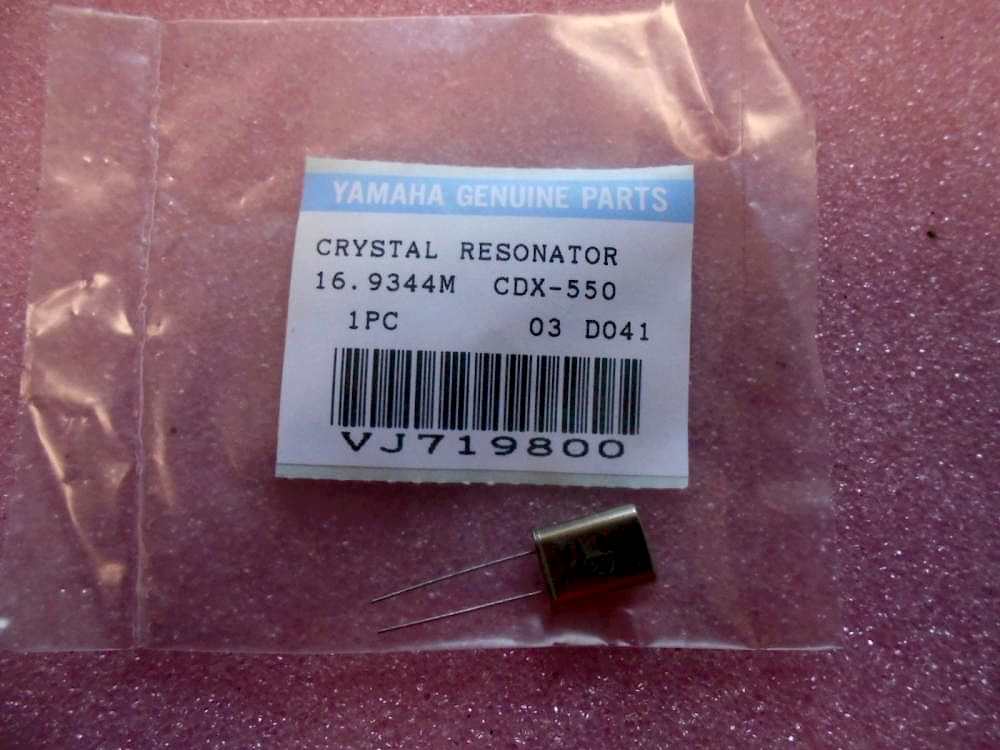 YAMAHA GENUINE PARTS
CRYSTAL RESONATOR
16.9344M CDX-550
1PC 03 D041
VJ719800